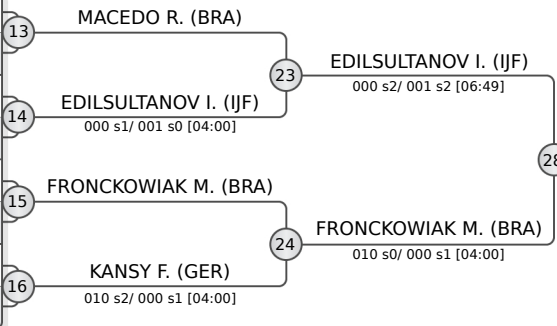 MACEDO R. (BRA)
13
23
EDILSULTANOV I. (IJF)
000 s2/ 001 s2 [06:49]
EDILSULTANOV I. (IJF)
14
000 s1/ 001 s0 [04:00]
28
FRONCKOWIAK M. (BRA)
15
24
FRONCKOWIAK M. (BRA)
010 s0/ 000 s1 [04:00]
KANSY F. (GER)
16
010 s2/ 000 s1 [04:00]